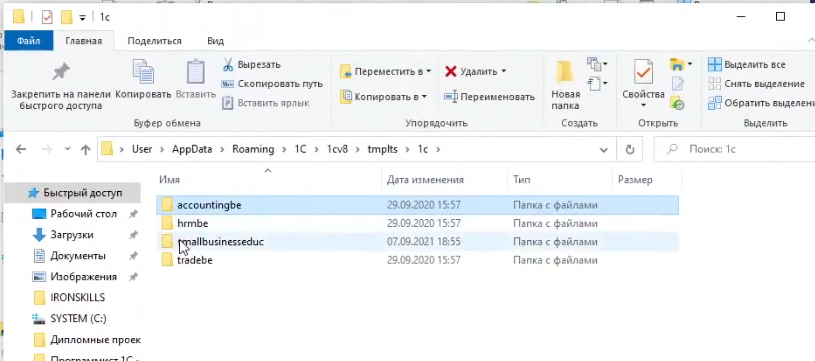 1c
Файл Главная Поделиться Вид
Закрепить на панели быстрого доступа
Копировать
Вставить
Вырезать
Скопировать путь
Вставить ярлык
Буфер обмена
Переместить в
Копировать в
Удалить
Переименовать
Упорядочить
Новая папка
Создать
Свойства
Открыть
Выделить все
Снять выделение
Обратить выделени
Выделить
User > AppData > Roaming > 1C > 1cv8 > tmplts > 1c >
Поиск: 1c
Имя Дата изменения Тип Размер
accountingbe 29.09.2020 15:57 Папка с файлами
hrmbe 29.09.2020 15:57 Папка с файлами
smallbusinesseduc 07.09.2021 18:55 Папка с файлами
tradebe 29.09.2020 15:57 Папка с файлами
Быстрый доступ
Рабочий стол
Загрузки
Документы
Изображения
IRONSKILLS
SYSTEM (C:)
Дипломные проек
Программист 1С